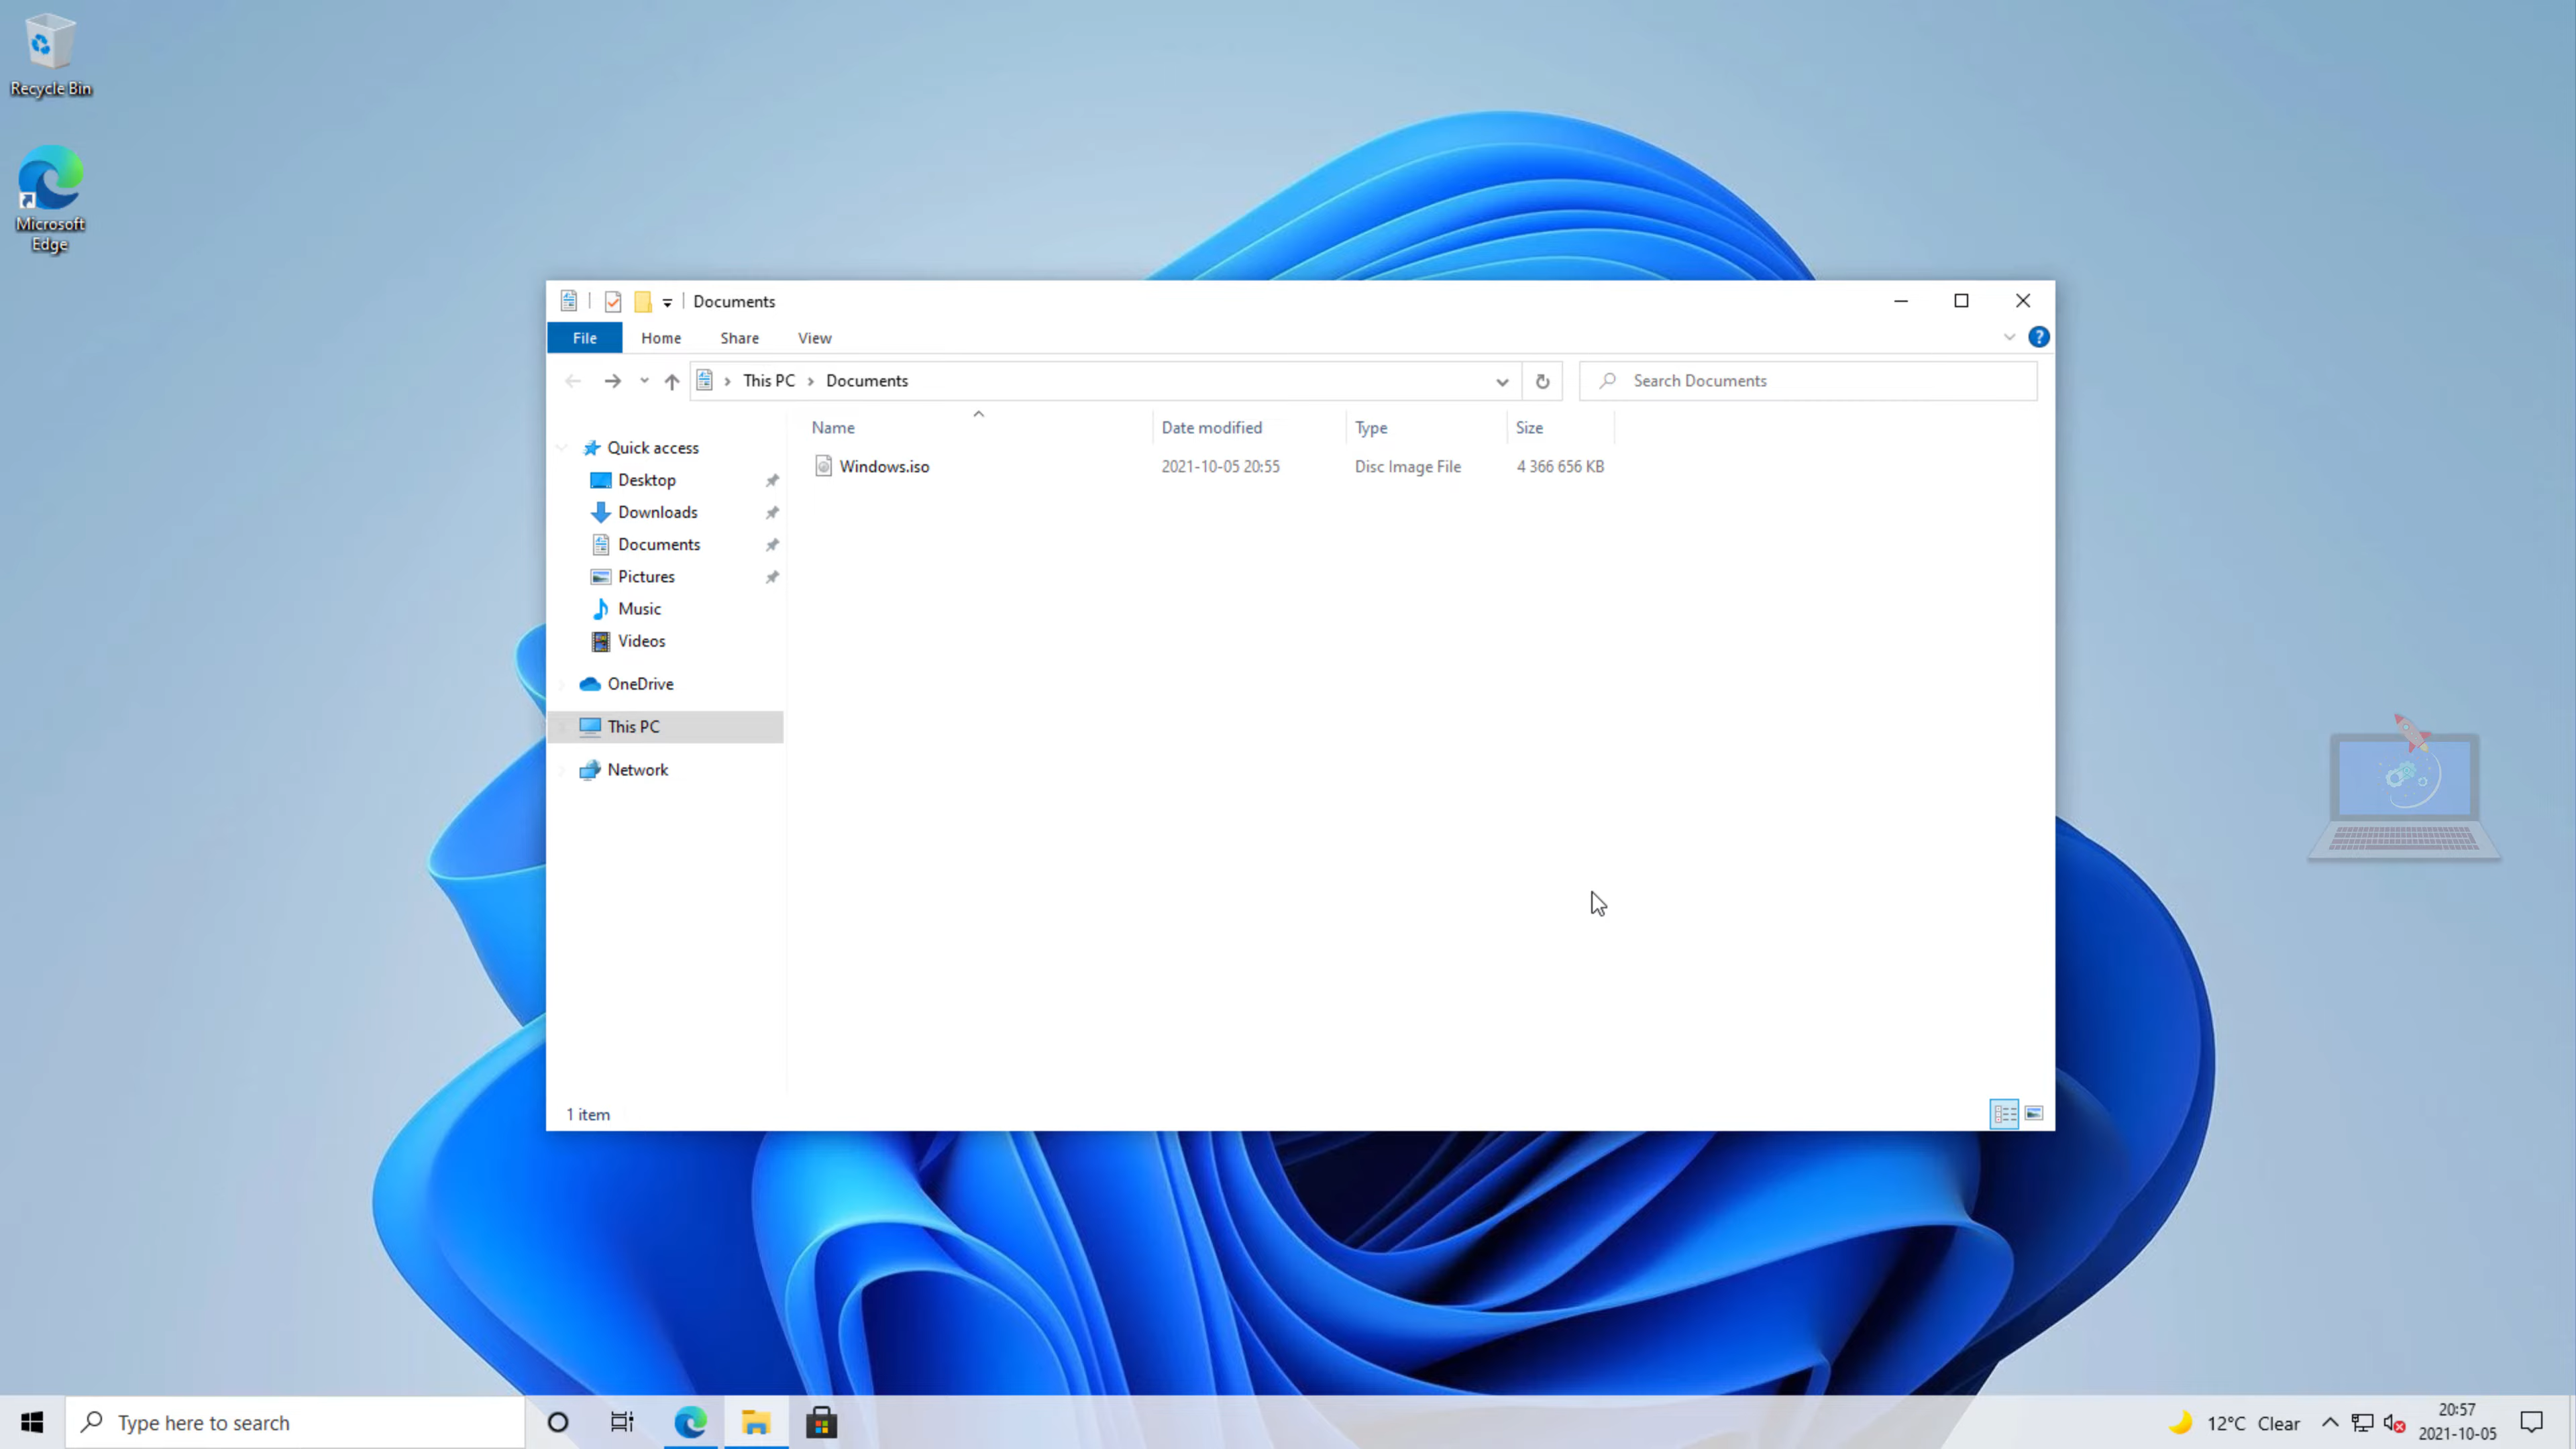 Recycle Bin
Microsoft
Edge
Documents
File Home Share View
This PC Documents
Search Documents
Name Date modified Type Size
Windows.iso 2021-10-05 20:55 Disc Image File 4 366 656 KB
Quick access
Desktop
Downloads
Documents
Pictures
Music
Videos
OneDrive
This PC
Network
1 item
Type here to search
12°C Clear
20:57
2021-10-05